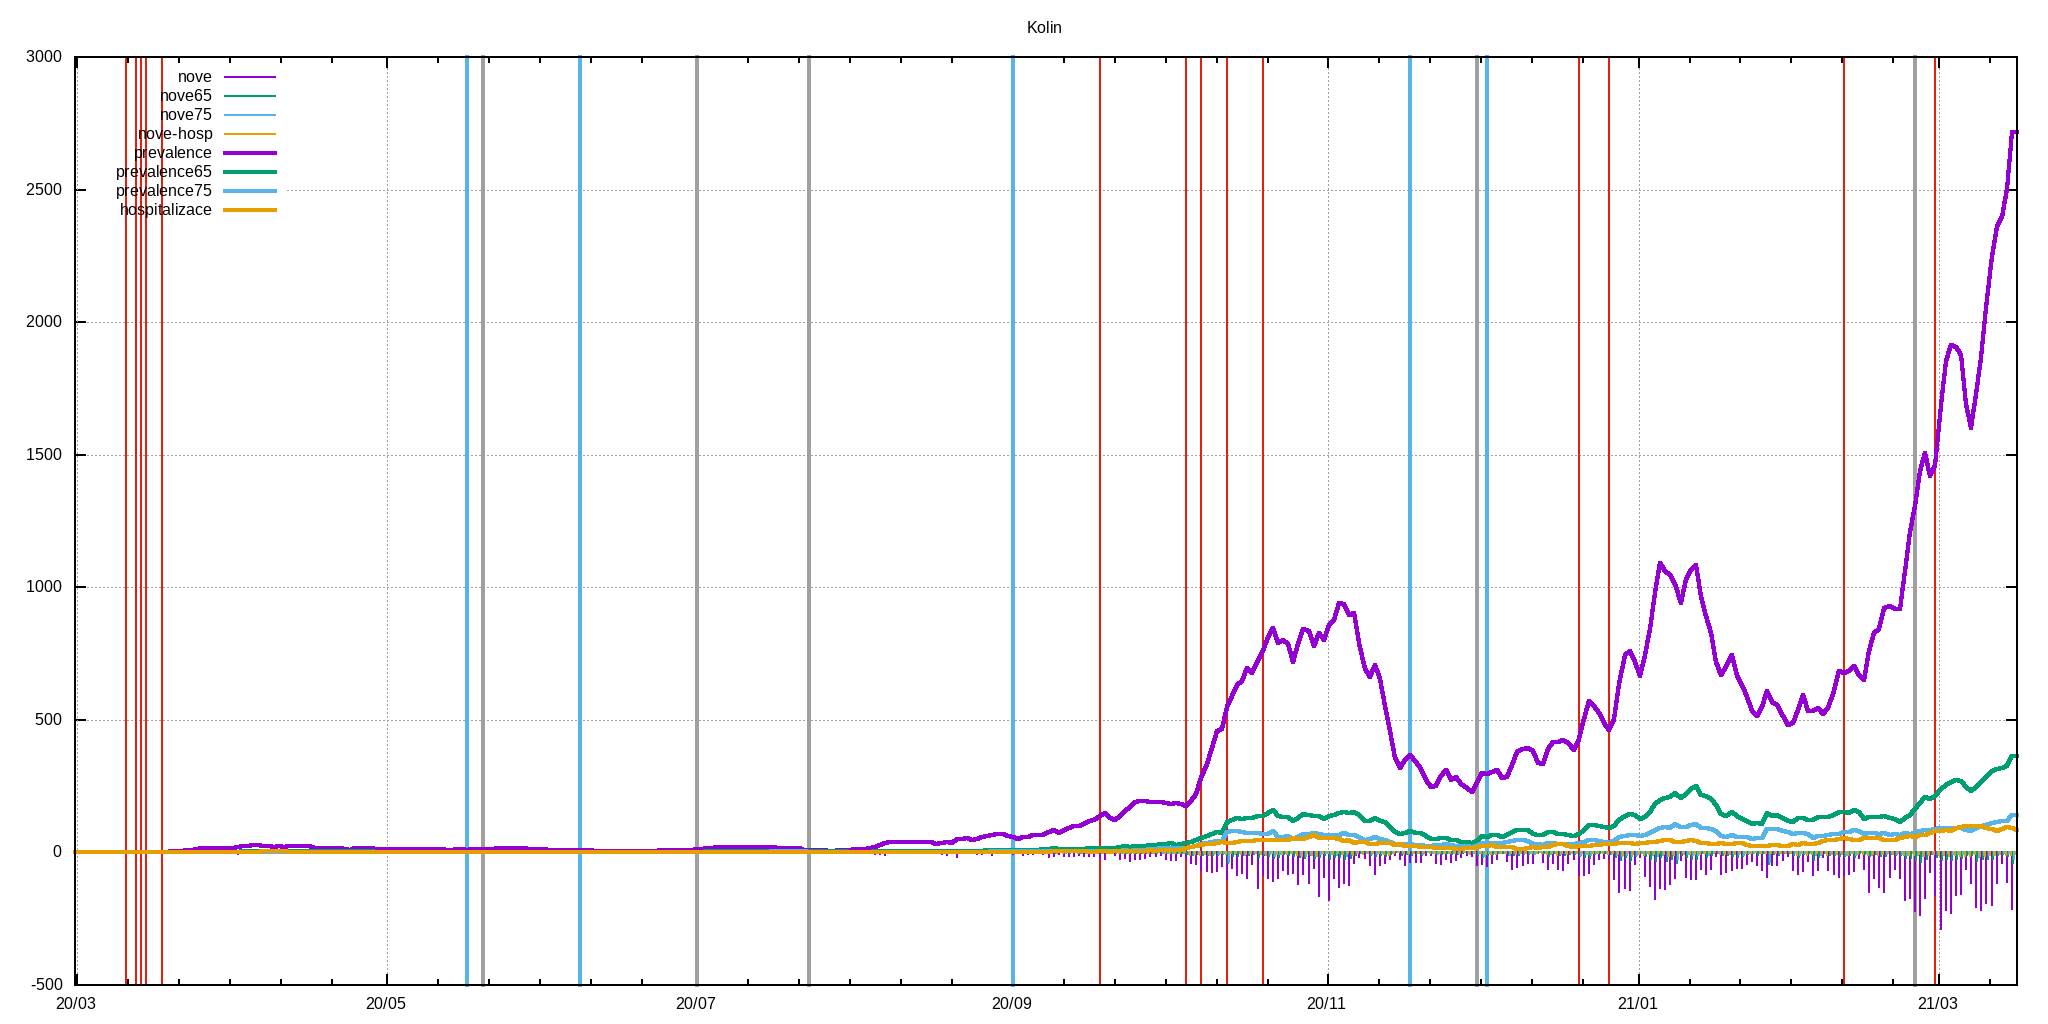 Kolin
3000
2500
2000
1500
1000
500
0
-500
nove
nove65
nove75
nove-hosp
prevalence
prevalence65
prevalence75
hospitalizace
20/03
20/05
20/07
20/09
20/11
21/01
21/03